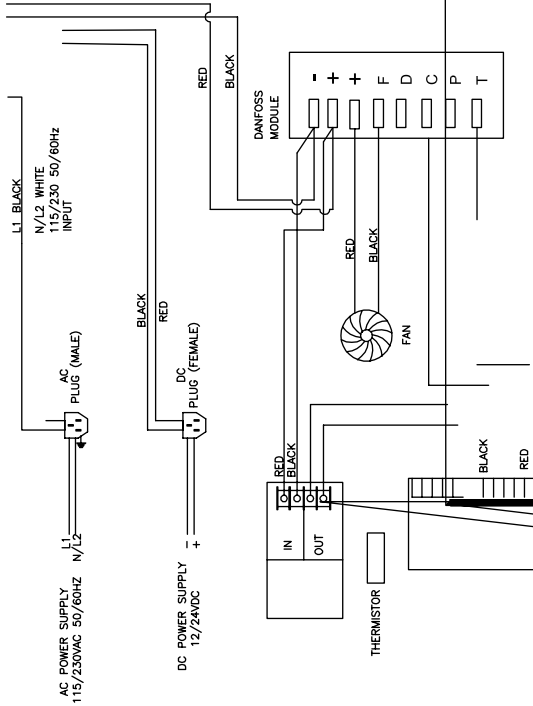 RED
BLACK
DANFOSS
MODULE
- + + F D C P T
L1 BLACK
N/L2 WHITE
115/230 50/60Hz
INPUT
BLACK
RED
RED
BLACK
FAN
AC
PLUG (MALE)
DC
PLUG (FEMALE)
RED
BLACK
IN
OUT
BLACK
RED
L1
N/L2
AC POWER SUPPLY
115/230VAC 50/60HZ
- +
DC POWER SUPPLY
12/24VDC
THERMISTOR